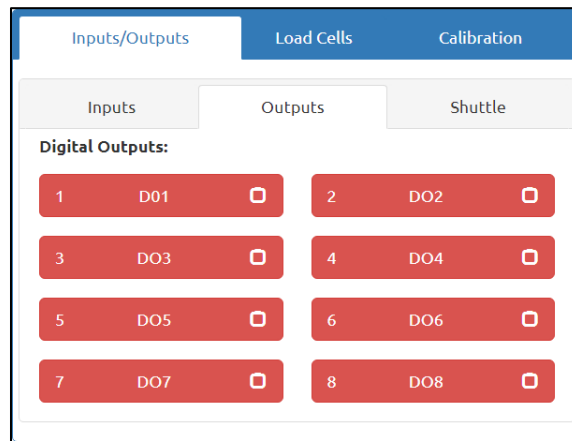 Inputs/Outputs Load Cells Calibration
Inputs Outputs Shuttle
Digital Outputs:
1 D01 2 DO2
3 DO3 4 DO4
5 DO5 6 DO6
7 DO7 8 DO8